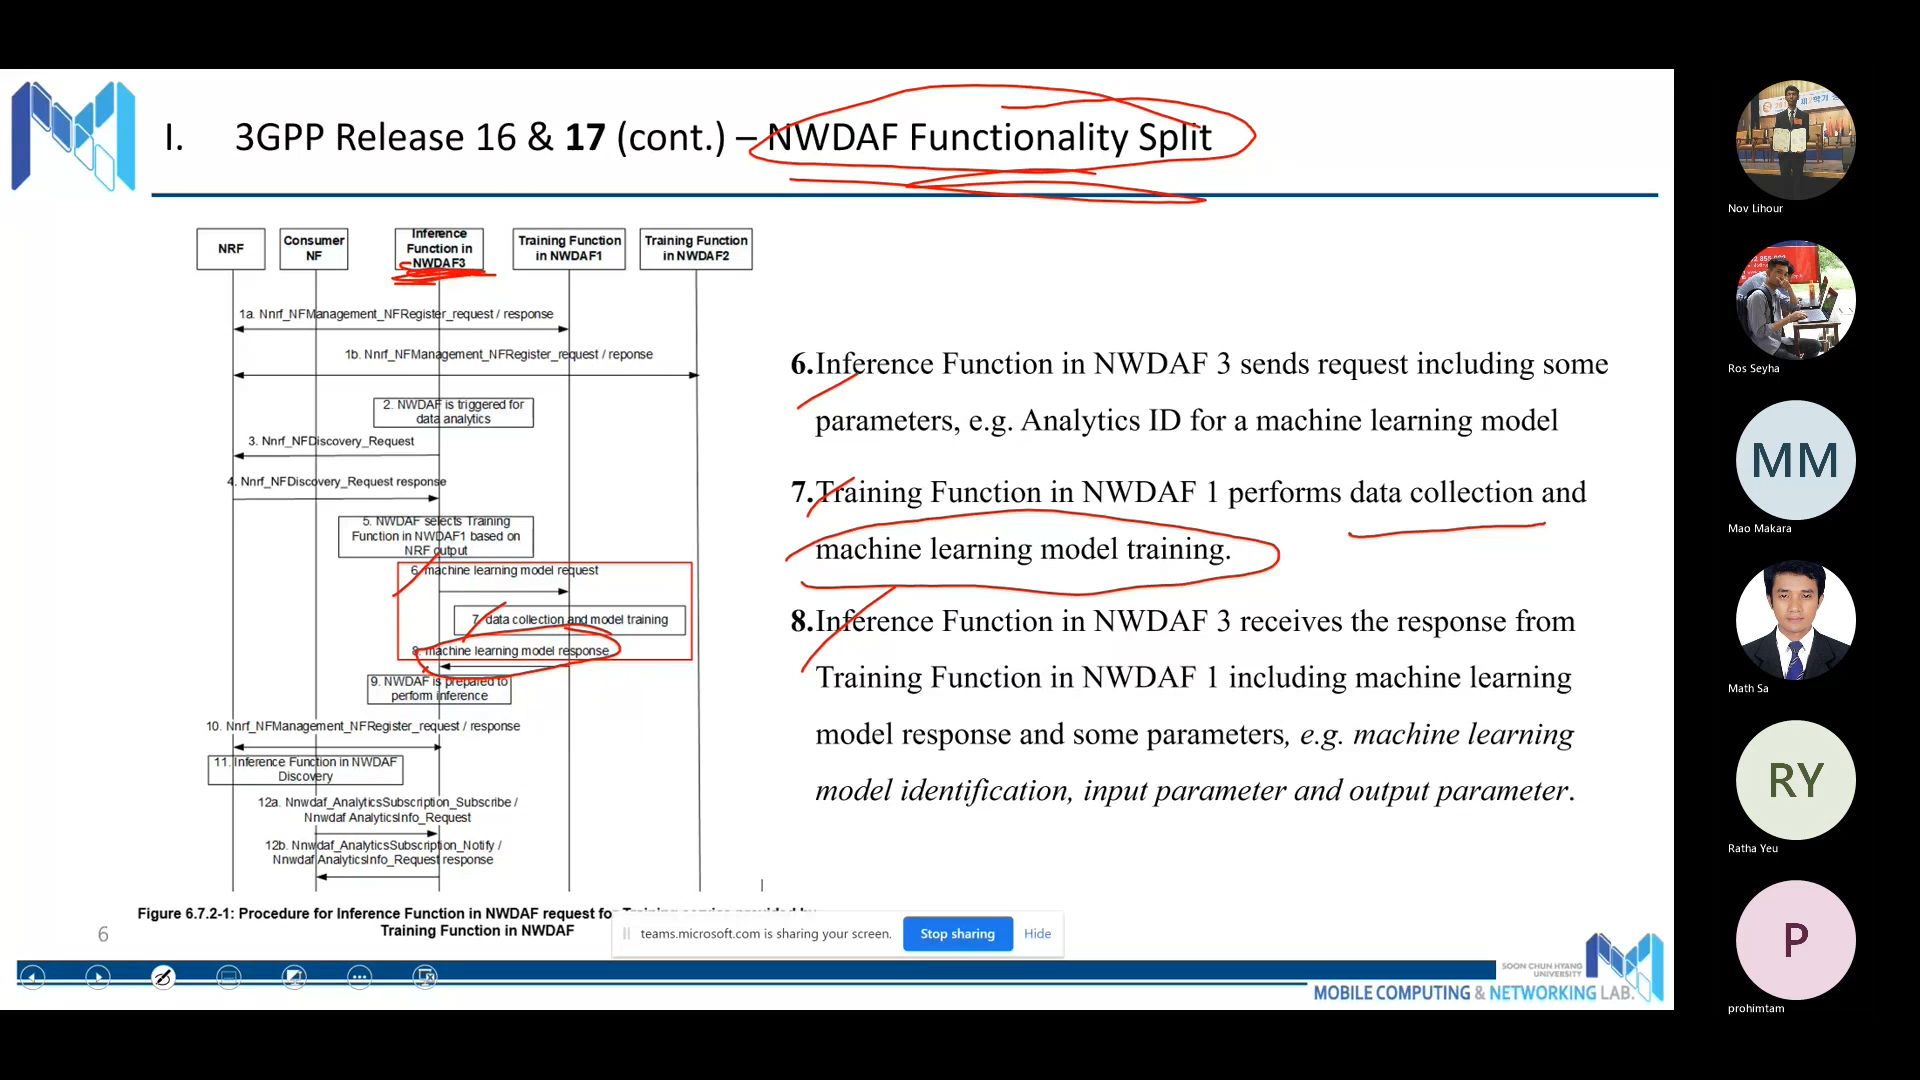 I. 3GPP Release 16 & 17 (cont.) – NWDAF Functionality Split
NRF
Consumer
NF
Inference
Function in
NWDAF3
Training Function
in NWDAF1
Training Function
in NWDAF2
1a. Nnrf_NFManagement_NFRegister_request / response
1b. Nnrf_NFManagement_NFRegister_request / reponse
2. NWDAF is triggered for
data analytics
3. Nnrf_NFDiscovery_Request
4. Nnrf_NFDiscovery_Request response
5. NWDAF selects Training
Function in NWDAF1 based on
NRF output
6. machine learning model request
7. data collection and model training
8. machine learning model response
9. NWDAF is prepared to
perform inference
10. Nnrf_NFManagement_NFRegister_request / response
11. Inference Function in NWDAF
Discovery
12a. Nnwdaf_AnalyticsSubscription_Subscribe /
Nnwdaf AnalyticsInfo_Request
12b. Nnwdaf_AnalyticsSubscription_Notify /
Nnwdaf AnalyticsInfo_Request response
Figure 6.7.2-1: Procedure for Inference Function in NWDAF request for
Training Function in NWDAF
6.Inference Function in NWDAF 3 sends request including some
parameters, e.g. Analytics ID for a machine learning model
7.Training Function in NWDAF 1 performs data collection and
machine learning model training.
8.Inference Function in NWDAF 3 receives the response from
Training Function in NWDAF 1 including machine learning
model response and some parameters, e.g. machine learning
model identification, input parameter and output parameter.
6
teams.microsoft.com is sharing your screen.
Stop sharing
Hide
SOON CHUN HYANG
UNIVERSITY
MOBILE COMPUTING & NETWORKING LAB.
Nov Lihour
Ros Seyha
MM
Mao Makara
Math Sa
RY
Ratha Yeu
P
prohimtam